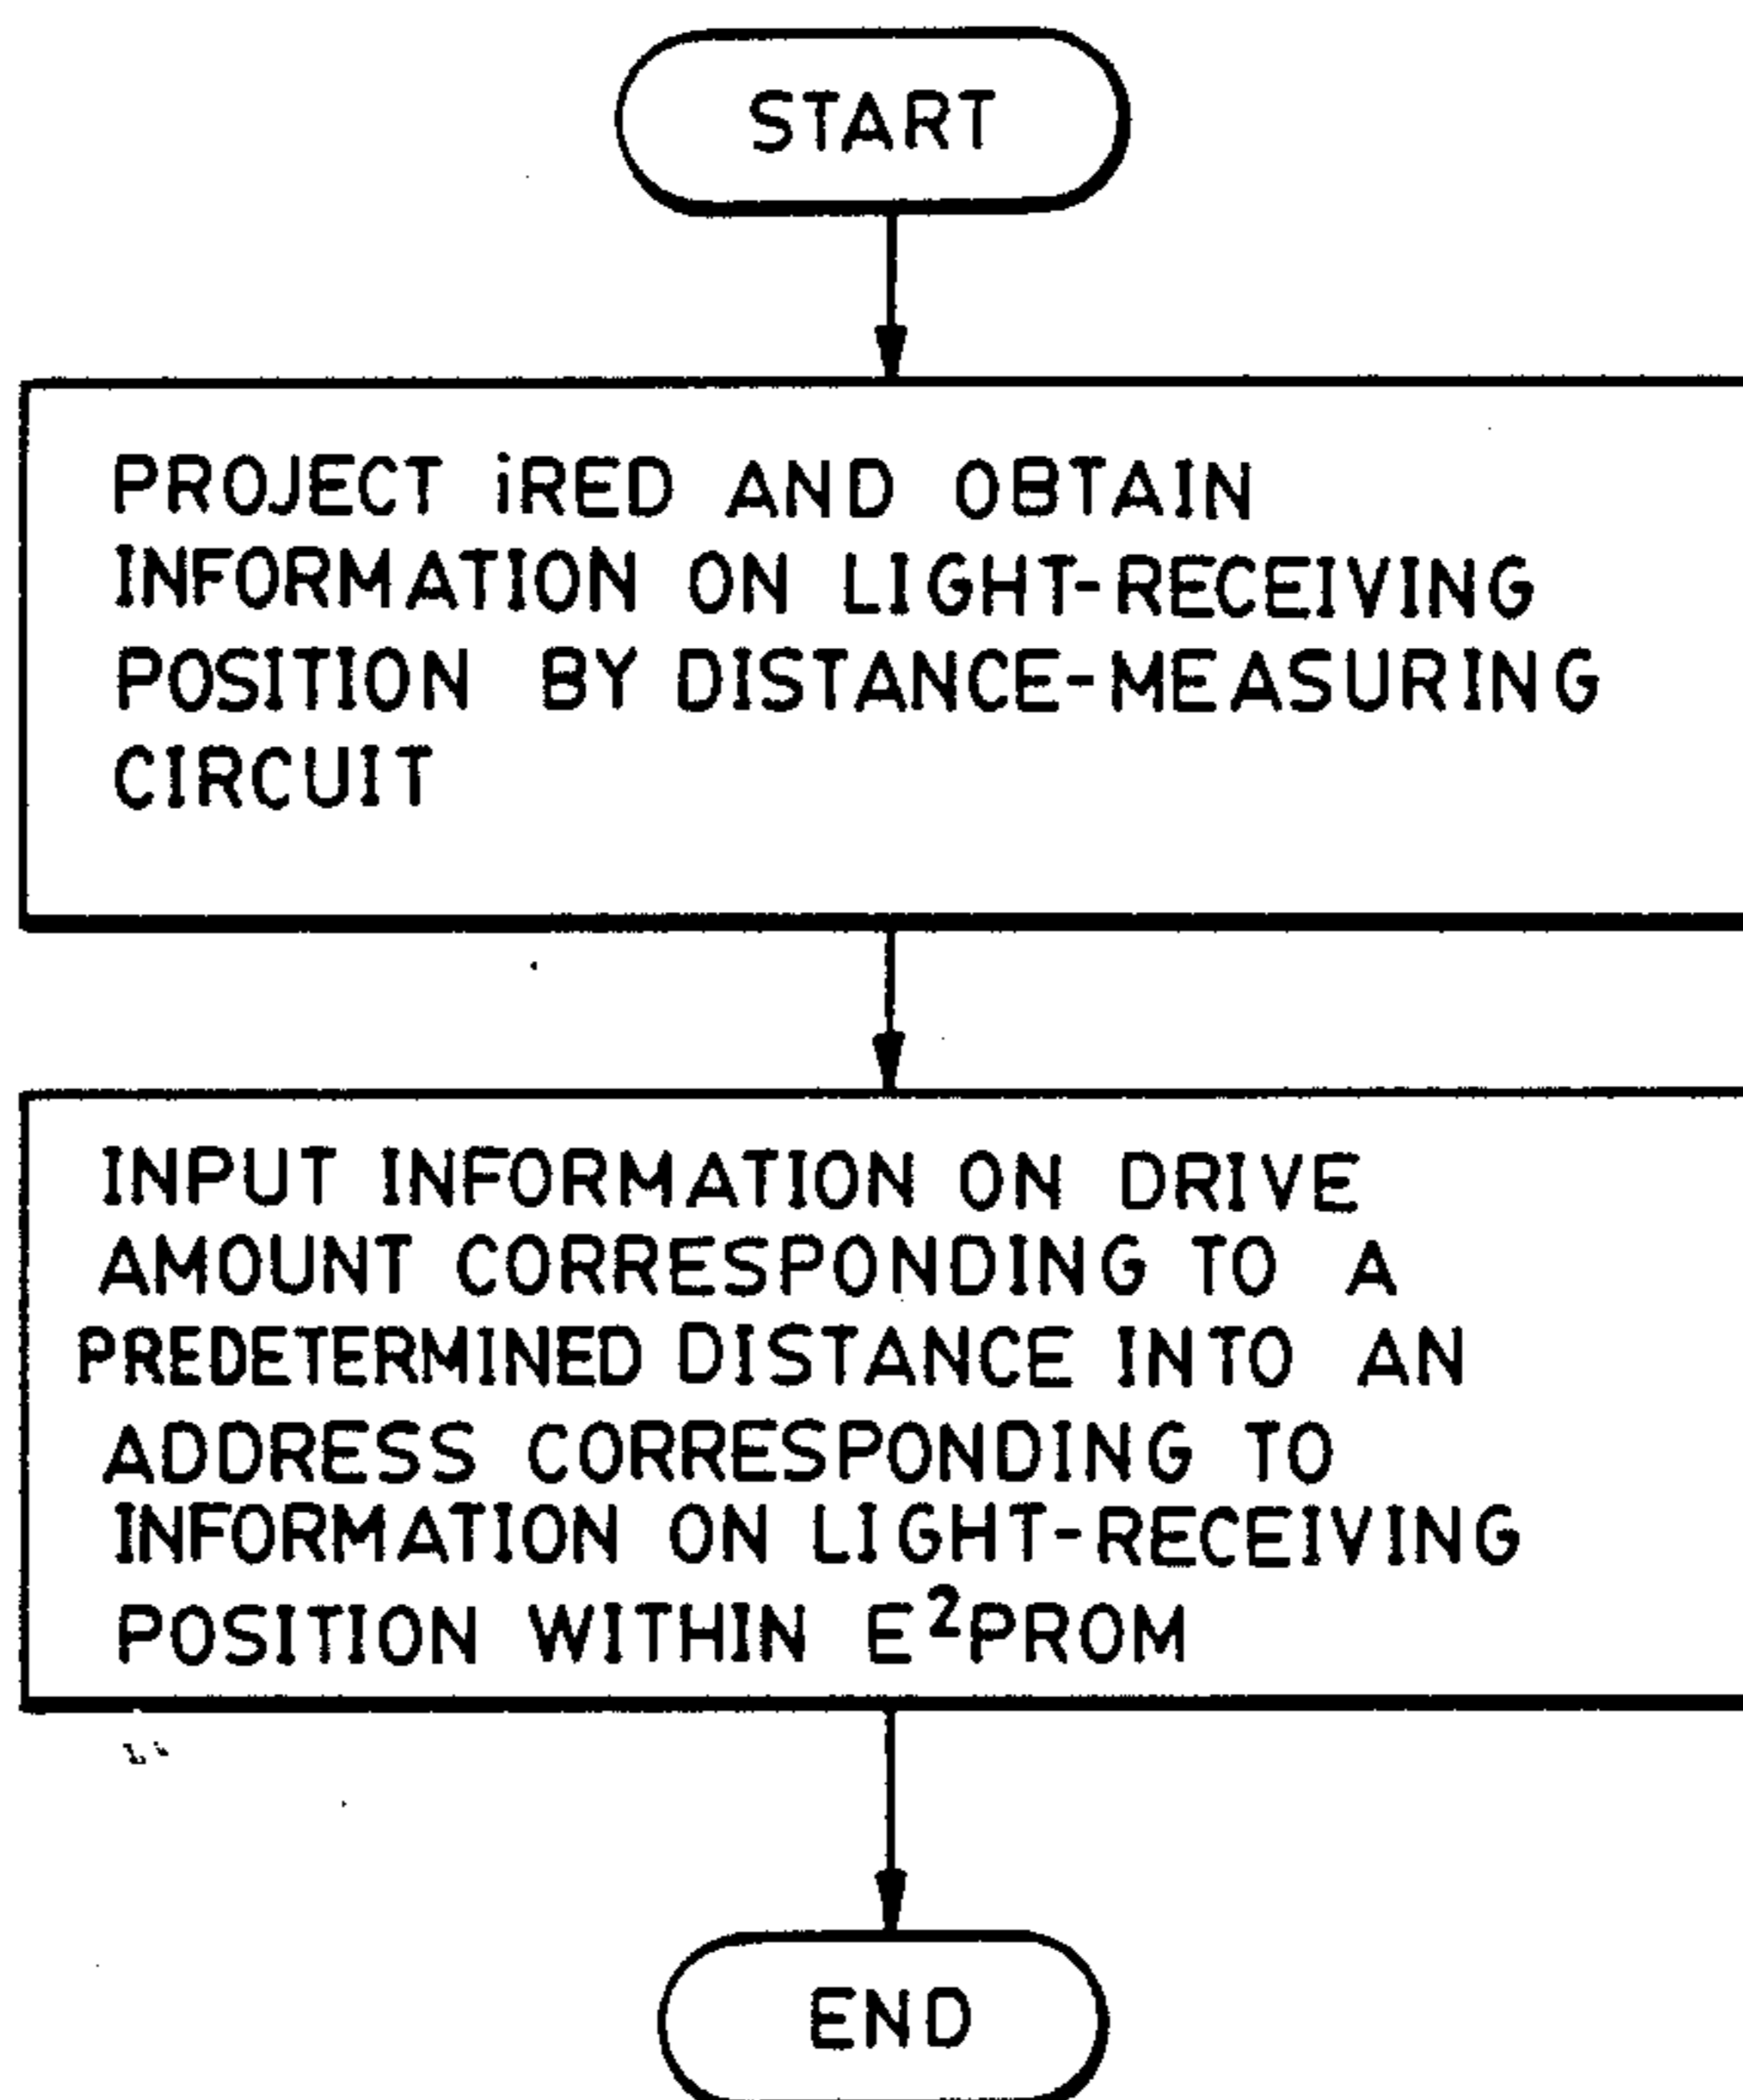 START
PROJECT iRED AND OBTAIN
INFORMATION ON LIGHT-RECEIVING
POSITION BY DISTANCE-MEASURING
CIRCUIT
INPUT INFORMATION ON DRIVE
AMOUNT CORRESPONDING TO A
PREDETERMINED DISTANCE INTO AN
ADDRESS CORRESPONDING TO
INFORMATION ON LIGHT-RECEIVING
POSITION WITHIN E²PROM
END